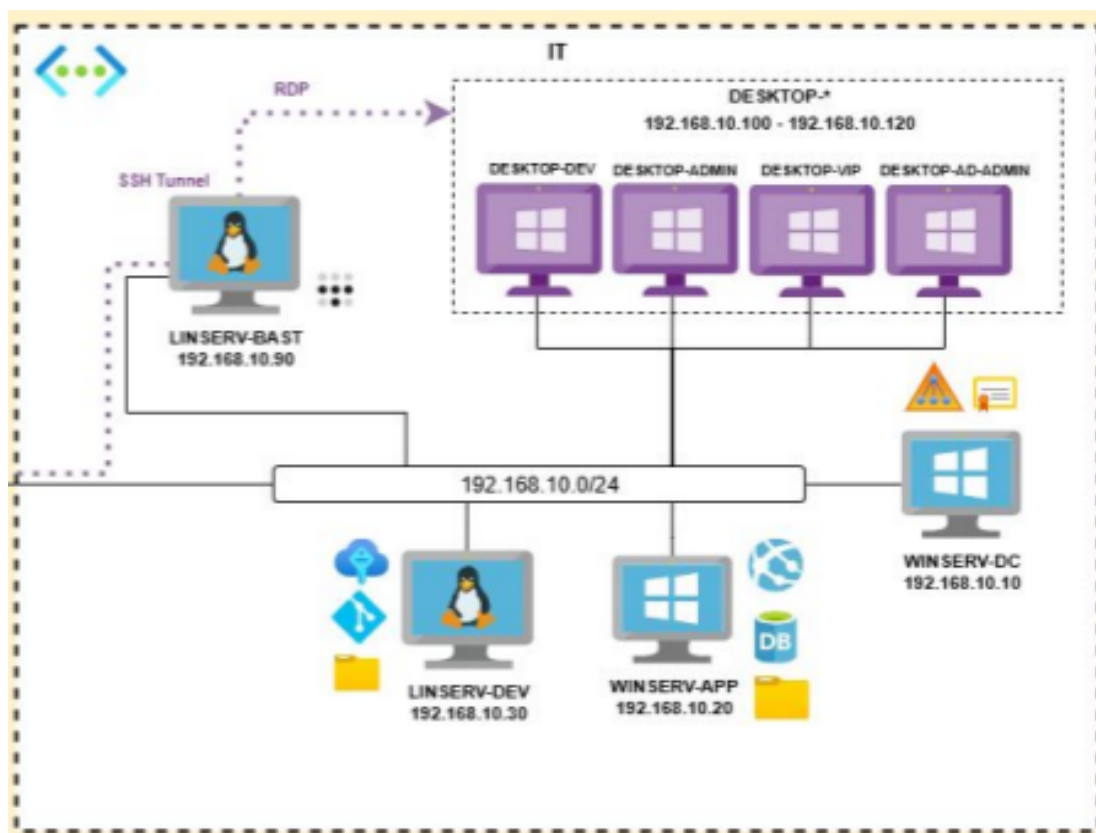 IT
RDP
DESKTOP-*
192.168.10.100 - 192.168.10.120
DESKTOP-DEV
DESKTOP-ADMIN
DESKTOP-VIP
DESKTOP-AD-ADMIN
SSH Tunnel
LINSERV-BAST
192.168.10.90
192.168.10.0/24
WINSERV-DC
192.168.10.10
DB
LINSERV-DEV
192.168.10.30
WINSERV-APP
192.168.10.20